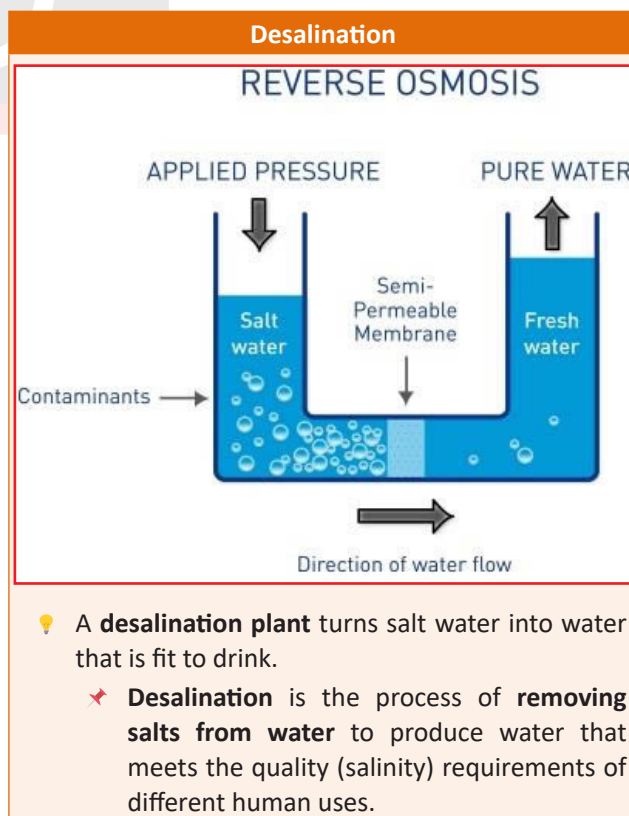 Desalination
REVERSE OSMOSIS
APPLIED PRESSURE
PURE WATER
Semi-
Permeable
Membrane
Salt
water
Fresh
water
Contaminants
Direction of water flow
A desalination plant turns salt water into water
that is fit to drink.
Desalination is the process of removing
salts from water to produce water that
meets the quality (salinity) requirements of
different human uses.